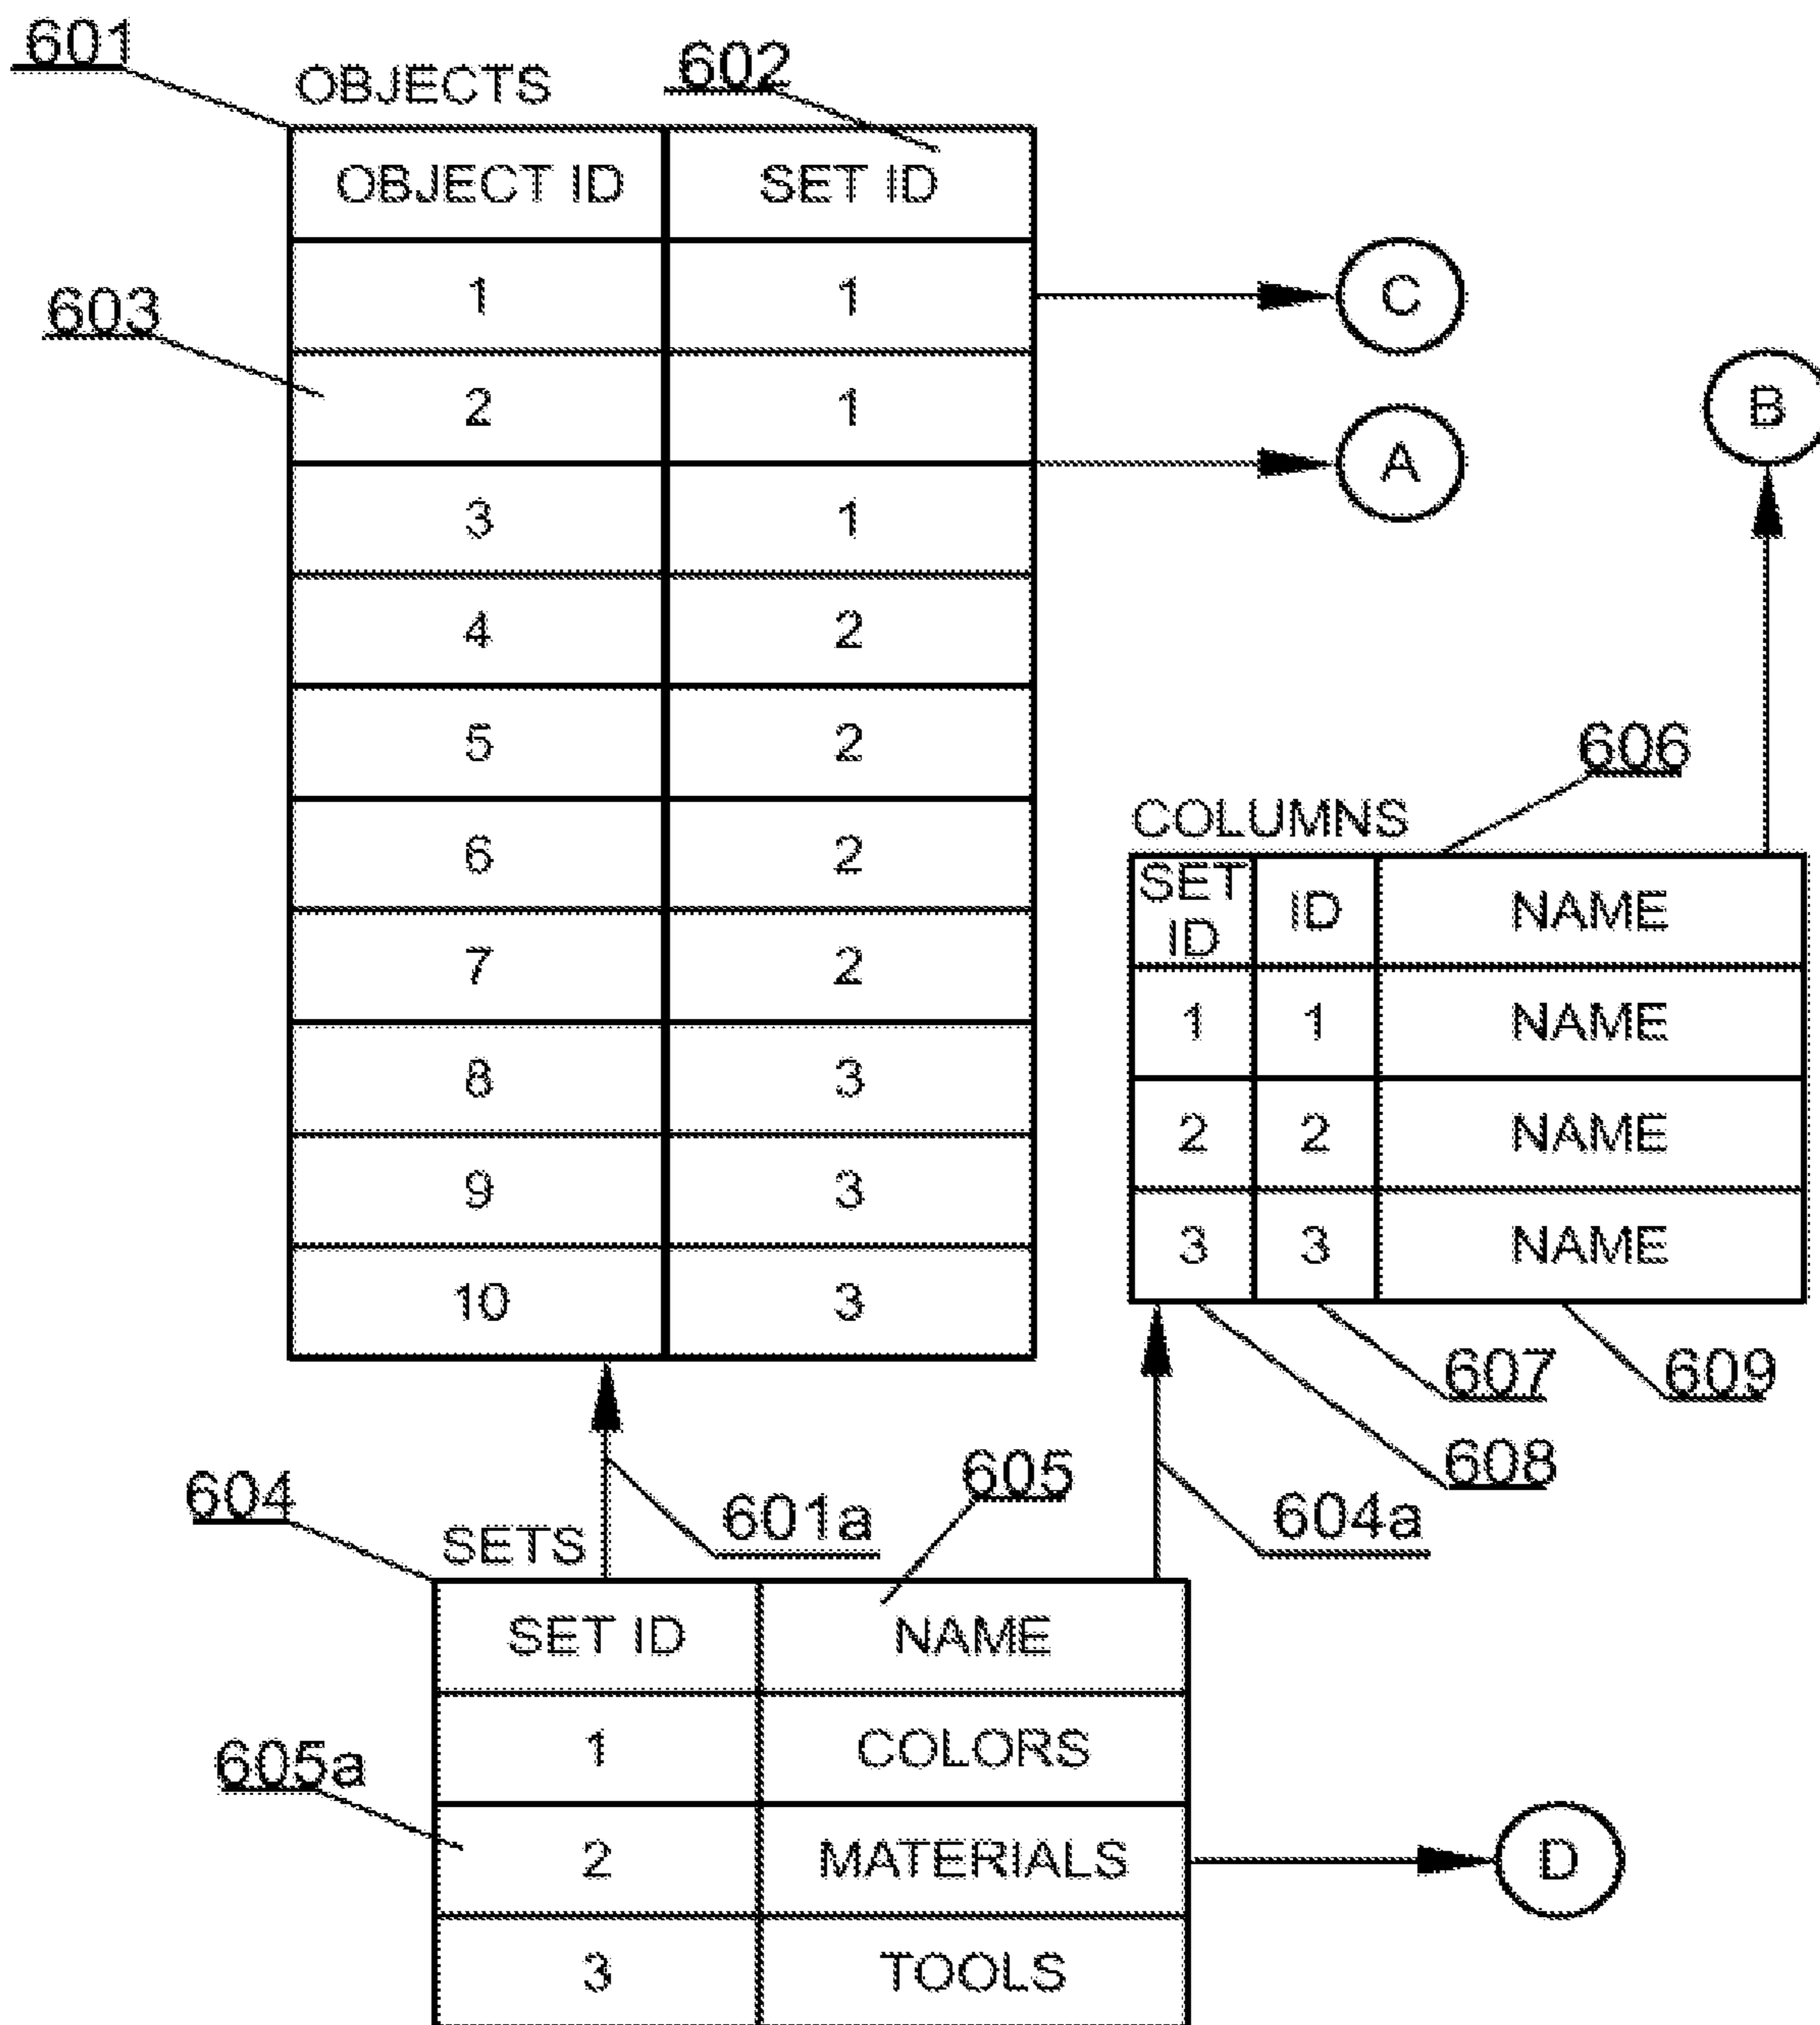 601
OBJECTS
602
OBJECT ID SET ID
1 1
C
603
2 1
B
A
3 1
4 2
5 2
606
COLUMNS
6 2
SET ID ID NAME
7 2
1 1 NAME
8 3
2 2 NAME
9 3
3 3 NAME
10 3
607 609
608
605
604
601a 604a
SETS
SET ID NAME
1 COLORS
605a
2 MATERIALS
D
3 TOOLS